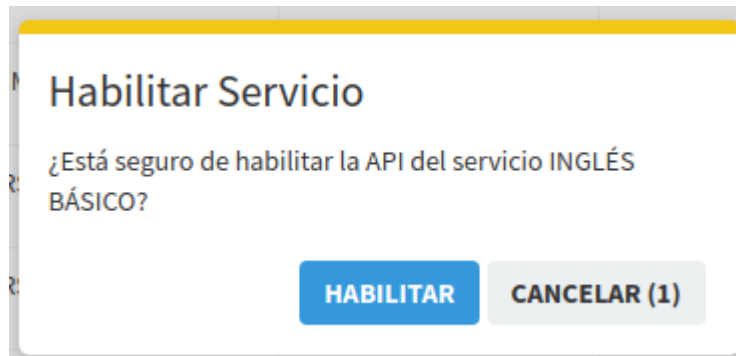 Habilitar Servicio
¿Está seguro de habilitar la API del servicio INGLÉS
BÁSICO?
HABILITAR
CANCELAR (1)